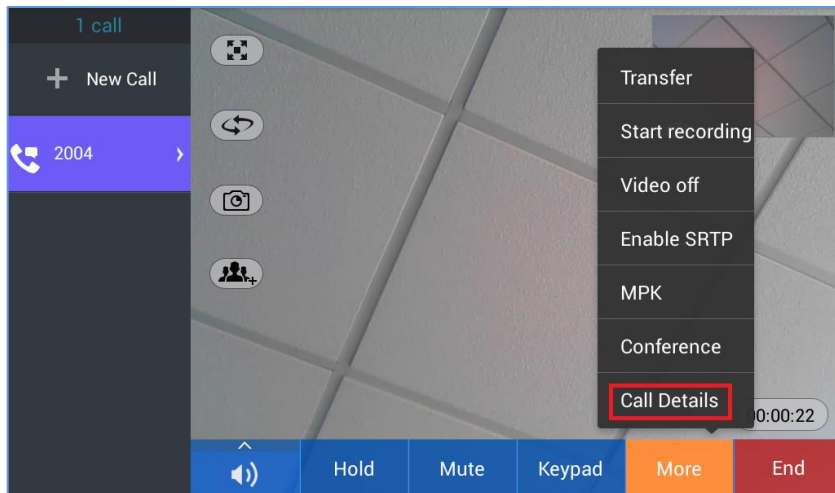 1 call
New Call
2004
Transfer
Start recording
Video off
Enable SRTP
MPK
Conference
Call Details
00:00:22
Hold
Mute
Keypad
More
End